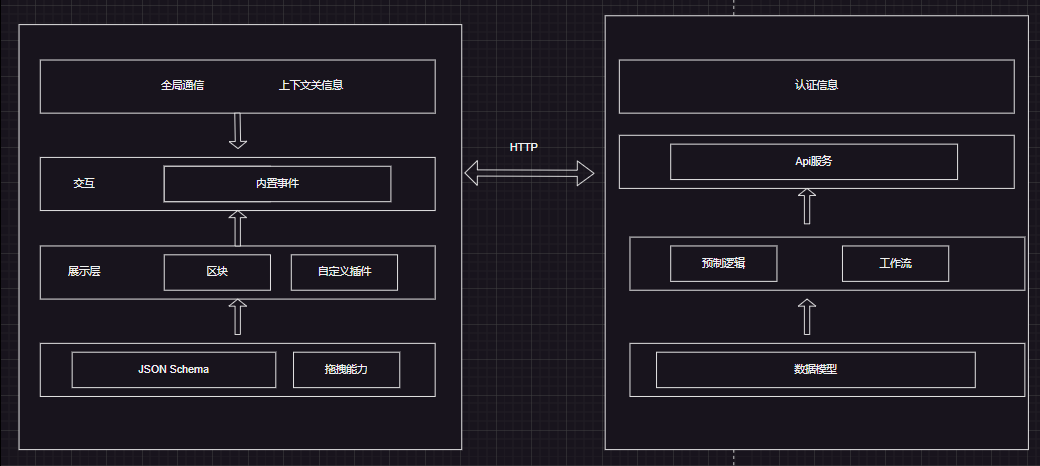 全局通信 上下文关信息
交互 内置事件
展示层 区块 自定义插件
JSON Schema 拖拽能力
HTTP
认证信息
Api服务
预制逻辑 工作流
数据模型